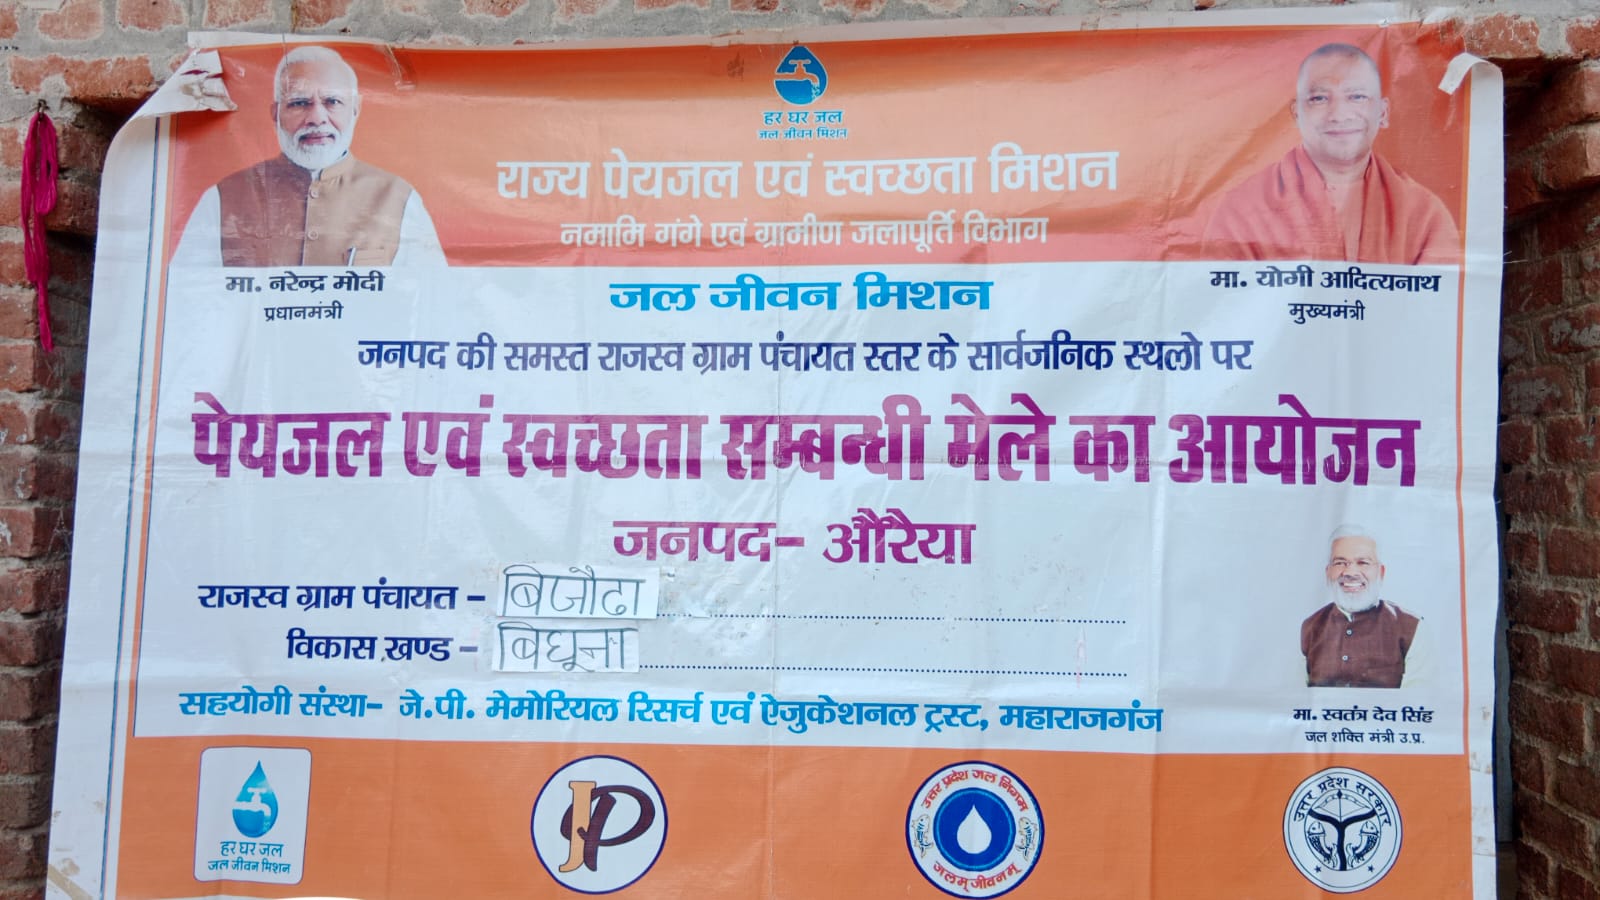 हर घर जल
जल जीवन मिशन
राज्य पेयजल एवं स्वच्छता मिशन
नमामि गंगे एवं ग्रामीण जलापूर्ति विभाग
मा. नरेन्द्र मोदी
प्रधानमंत्री
मा. योगी आदित्यनाथ
मुख्यमंत्री
जल जीवन मिशन
जनपद की समस्त राजस्व ग्राम पंचायत स्तर के सार्वजनिक स्थलो पर
पेयजल एवं स्वच्छता सम्बन्धी मेले का आयोजन
जनपद- औरैया
राजस्व ग्राम पंचायत - बिजौढा
विकास खण्ड - बिधूना
सहयोगी संस्था- जे.पी. मेमोरियल रिसर्च एवं ऐजुकेशनल ट्रस्ट, महाराजगंज
मा. स्वतंत्र देव सिंह
जल शक्ति मंत्री उ.प्र.
हर घर जल
जल जीवन मिशन
JP
उत्तर प्रदेश जल निगम
जलम् जीवनम्
उत्तर प्रदेश सरकार